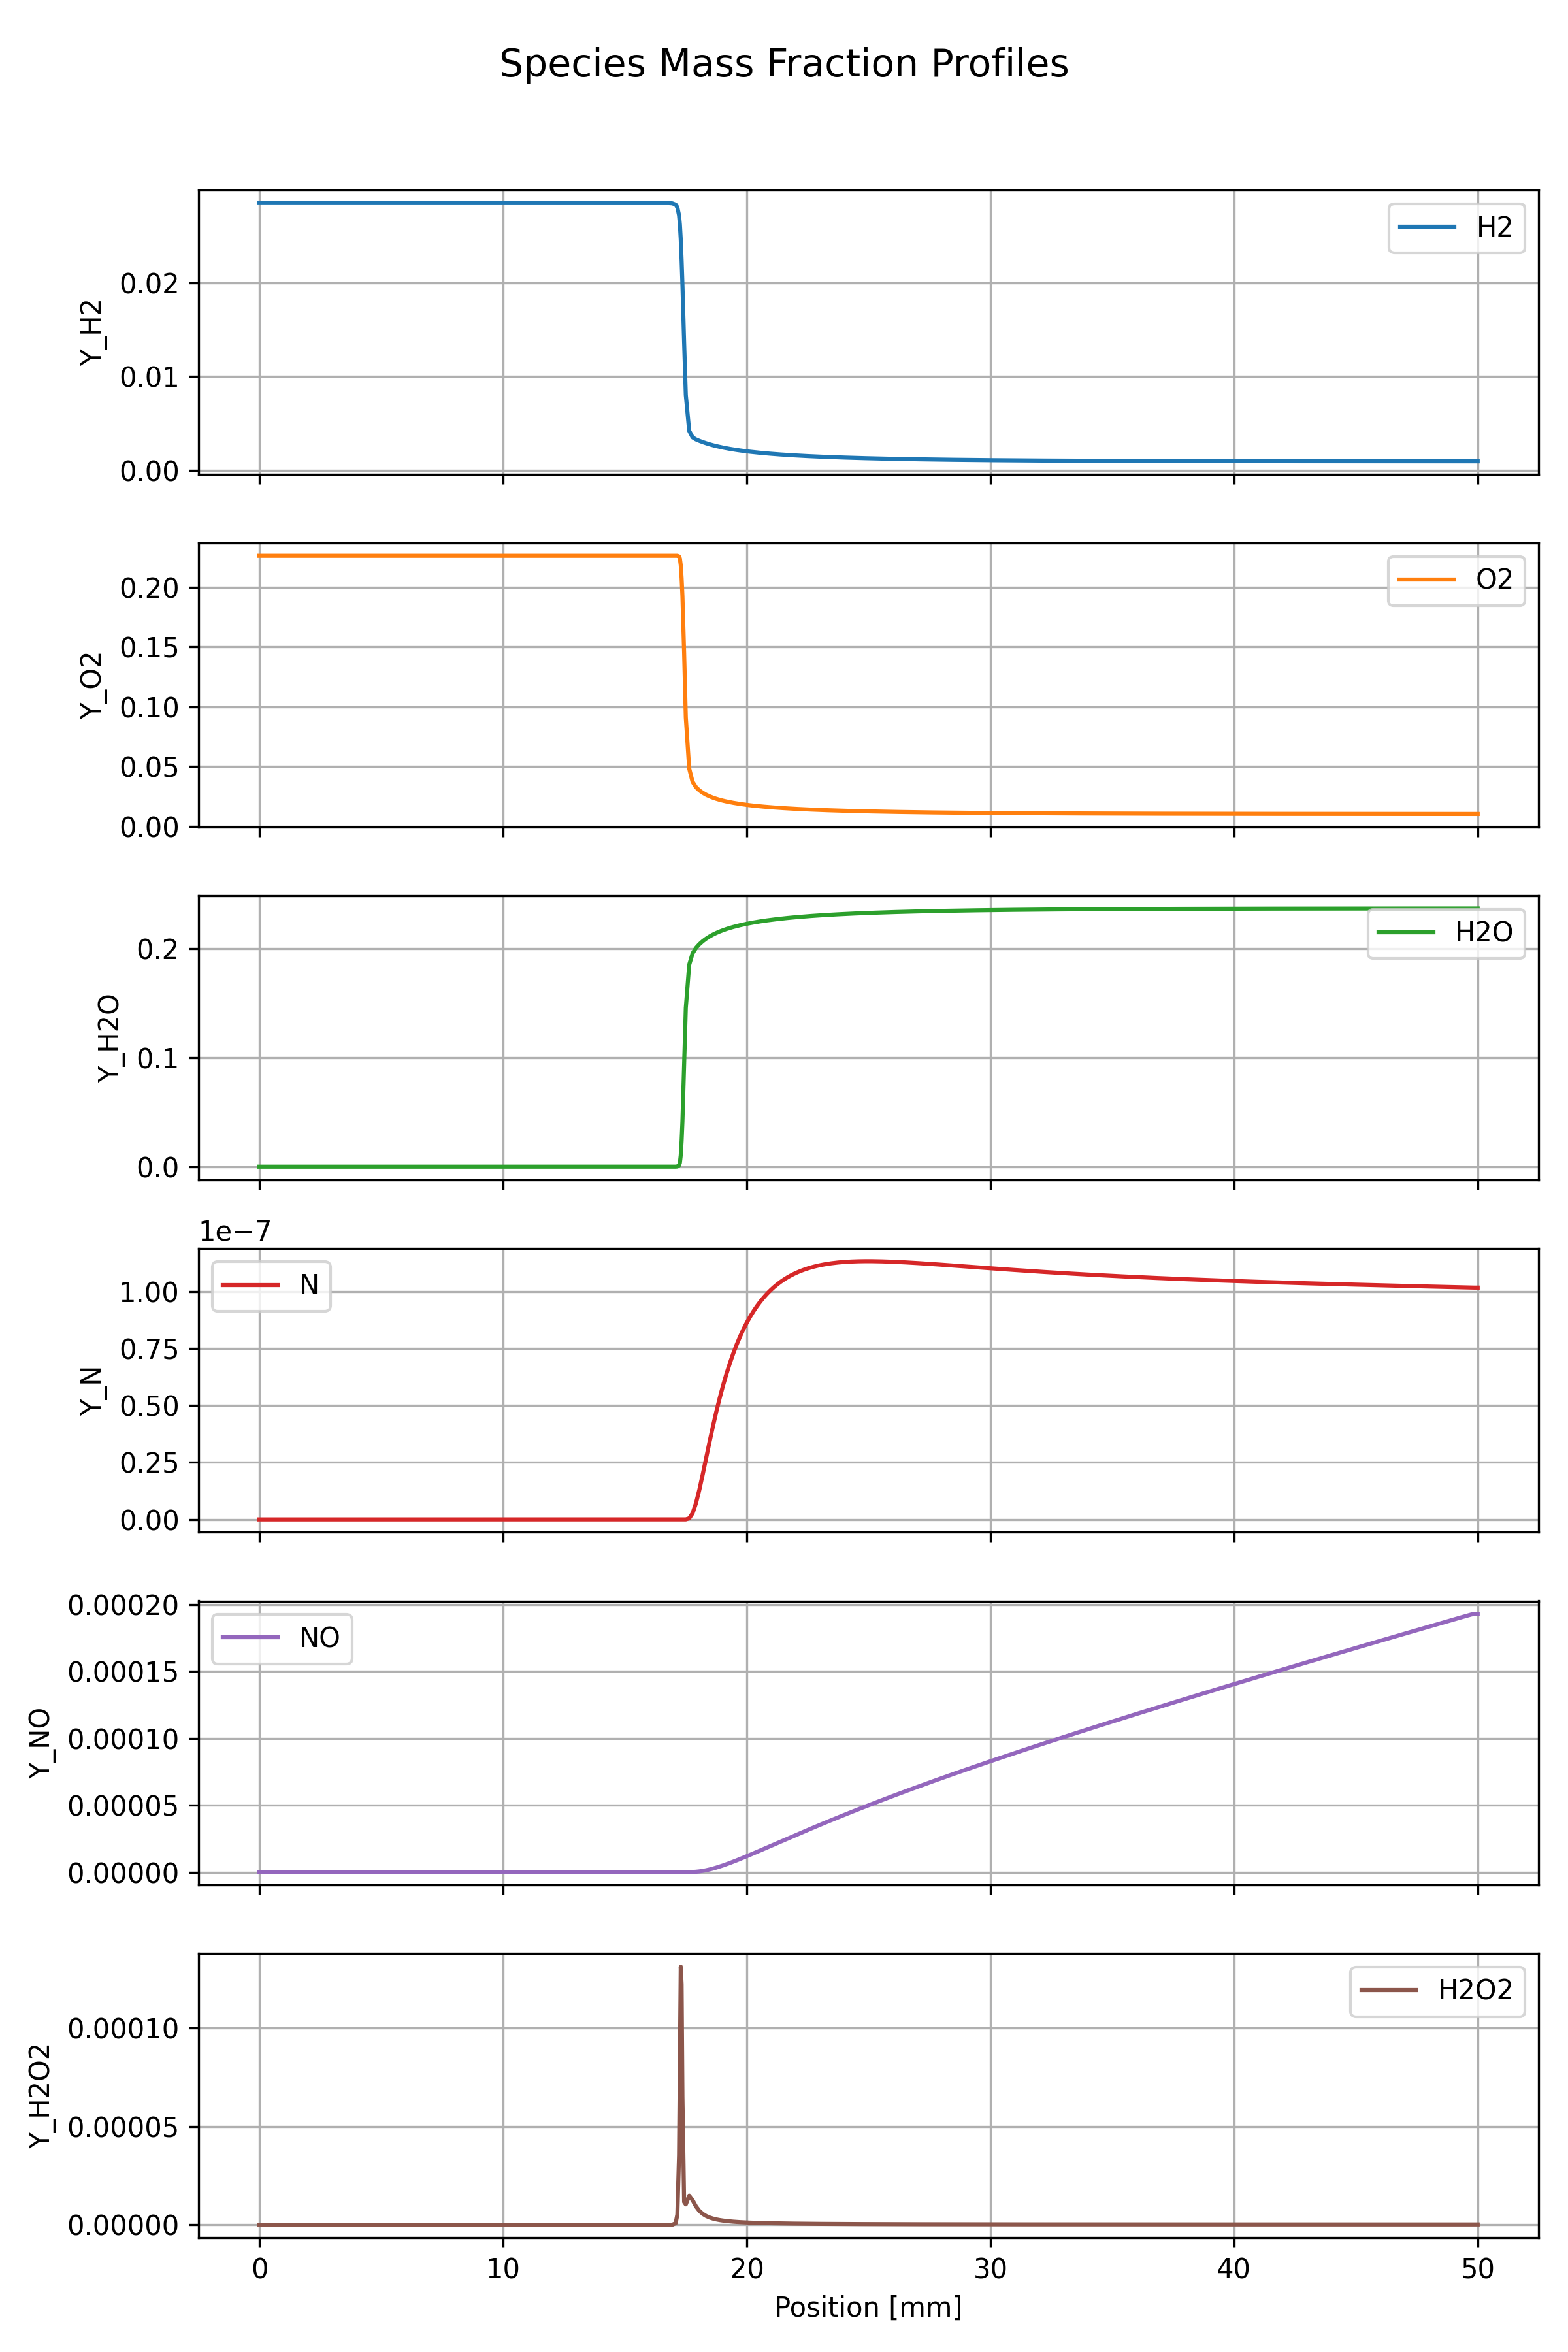 Species Mass Fraction Profiles
H2
0.02
0.01
0.00
Y_H2
O2
0.20
0.15
0.10
0.05
0.00
Y_O2
H2O
0.2
0.1
0.0
Y_H2O
1e−7
N
1.00
0.75
0.50
0.25
0.00
Y_N
NO
0.00020
0.00015
0.00010
0.00005
0.00000
Y_NO
H2O2
0.00010
0.00005
0.00000
Y_H2O2
0 10 20 30 40 50
Position [mm]